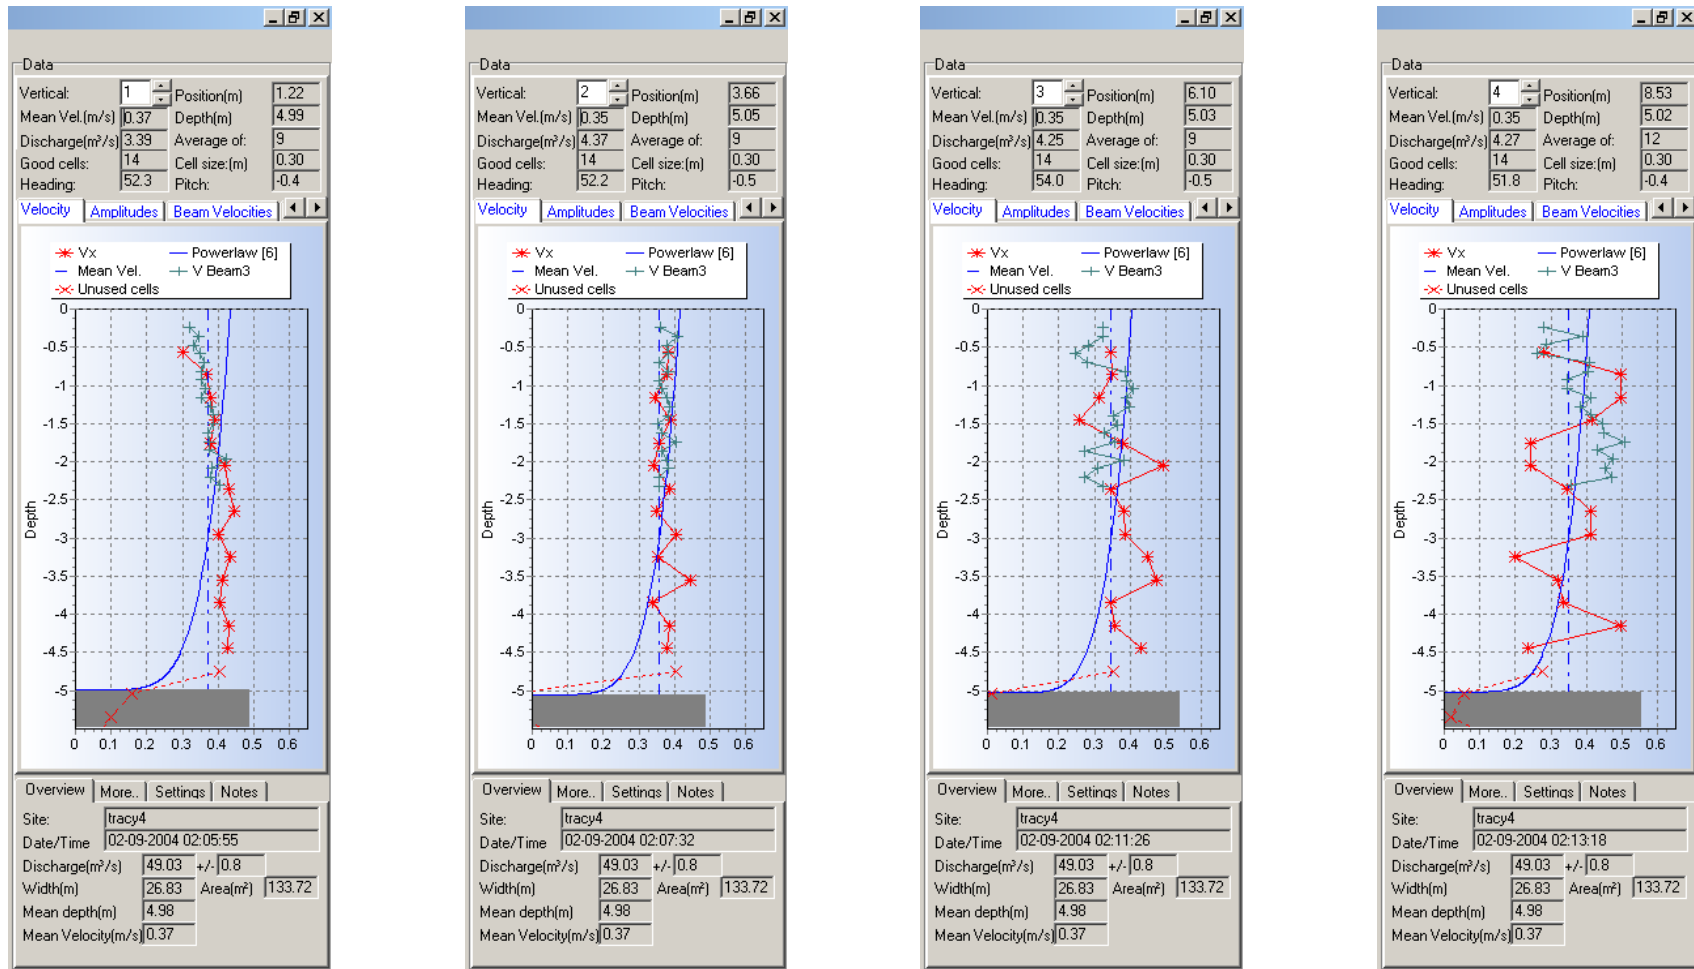 Data
Vertical: 1 Position(m) 1.22
Mean Vel.(m/s) 0.37 Depth(m) 4.99
Discharge(m³/s) 3.39 Average of: 9
Good cells: 14 Cell size:(m) 0.30
Heading: 52.3 Pitch: -0.4
Velocity Amplitudes Beam Velocities
Vx Powerlaw [6]
Mean Vel. V Beam3
Unused cells
0
-0.5
-1
-1.5
-2
-2.5
Depth
-3
-3.5
-4
-4.5
-5
0 0.1 0.2 0.3 0.4 0.5 0.6
Overview More.. Settings Notes
Site: tracy4
Date/Time 02-09-2004 02:05:55
Discharge(m³/s) 49.03 +/- 0.8
Width(m) 26.83 Area(m²) 133.72
Mean depth(m) 4.98
Mean Velocity(m/s) 0.37
Data
Vertical: 2 Position(m) 3.66
Mean Vel.(m/s) 0.35 Depth(m) 5.05
Discharge(m³/s) 4.37 Average of: 9
Good cells: 14 Cell size:(m) 0.30
Heading: 52.2 Pitch: -0.5
Velocity Amplitudes Beam Velocities
Vx Powerlaw [6]
Mean Vel. V Beam3
Unused cells
0
-0.5
-1
-1.5
-2
-2.5
Depth
-3
-3.5
-4
-4.5
-5
0 0.1 0.2 0.3 0.4 0.5 0.6
Overview More.. Settings Notes
Site: tracy4
Date/Time 02-09-2004 02:07:32
Discharge(m³/s) 49.03 +/- 0.8
Width(m) 26.83 Area(m²) 133.72
Mean depth(m) 4.98
Mean Velocity(m/s) 0.37
Data
Vertical: 3 Position(m) 6.10
Mean Vel.(m/s) 0.35 Depth(m) 5.03
Discharge(m³/s) 4.25 Average of: 9
Good cells: 14 Cell size:(m) 0.30
Heading: 54.0 Pitch: -0.5
Velocity Amplitudes Beam Velocities
Vx Powerlaw [6]
Mean Vel. V Beam3
Unused cells
0
-0.5
-1
-1.5
-2
-2.5
Depth
-3
-3.5
-4
-4.5
-5
0 0.1 0.2 0.3 0.4 0.5 0.6
Overview More.. Settings Notes
Site: tracy4
Date/Time 02-09-2004 02:11:26
Discharge(m³/s) 49.03 +/- 0.8
Width(m) 26.83 Area(m²) 133.72
Mean depth(m) 4.98
Mean Velocity(m/s) 0.37
Data
Vertical: 4 Position(m) 8.53
Mean Vel.(m/s) 0.35 Depth(m) 5.02
Discharge(m³/s) 4.27 Average of: 12
Good cells: 14 Cell size:(m) 0.30
Heading: 51.8 Pitch: -0.4
Velocity Amplitudes Beam Velocities
Vx Powerlaw [6]
Mean Vel. V Beam3
Unused cells
0
-0.5
-1
-1.5
-2
-2.5
Depth
-3
-3.5
-4
-4.5
-5
0 0.1 0.2 0.3 0.4 0.5 0.6
Overview More.. Settings Notes
Site: tracy4
Date/Time 02-09-2004 02:13:18
Discharge(m³/s) 49.03 +/- 0.8
Width(m) 26.83 Area(m²) 133.72
Mean depth(m) 4.98
Mean Velocity(m/s) 0.37